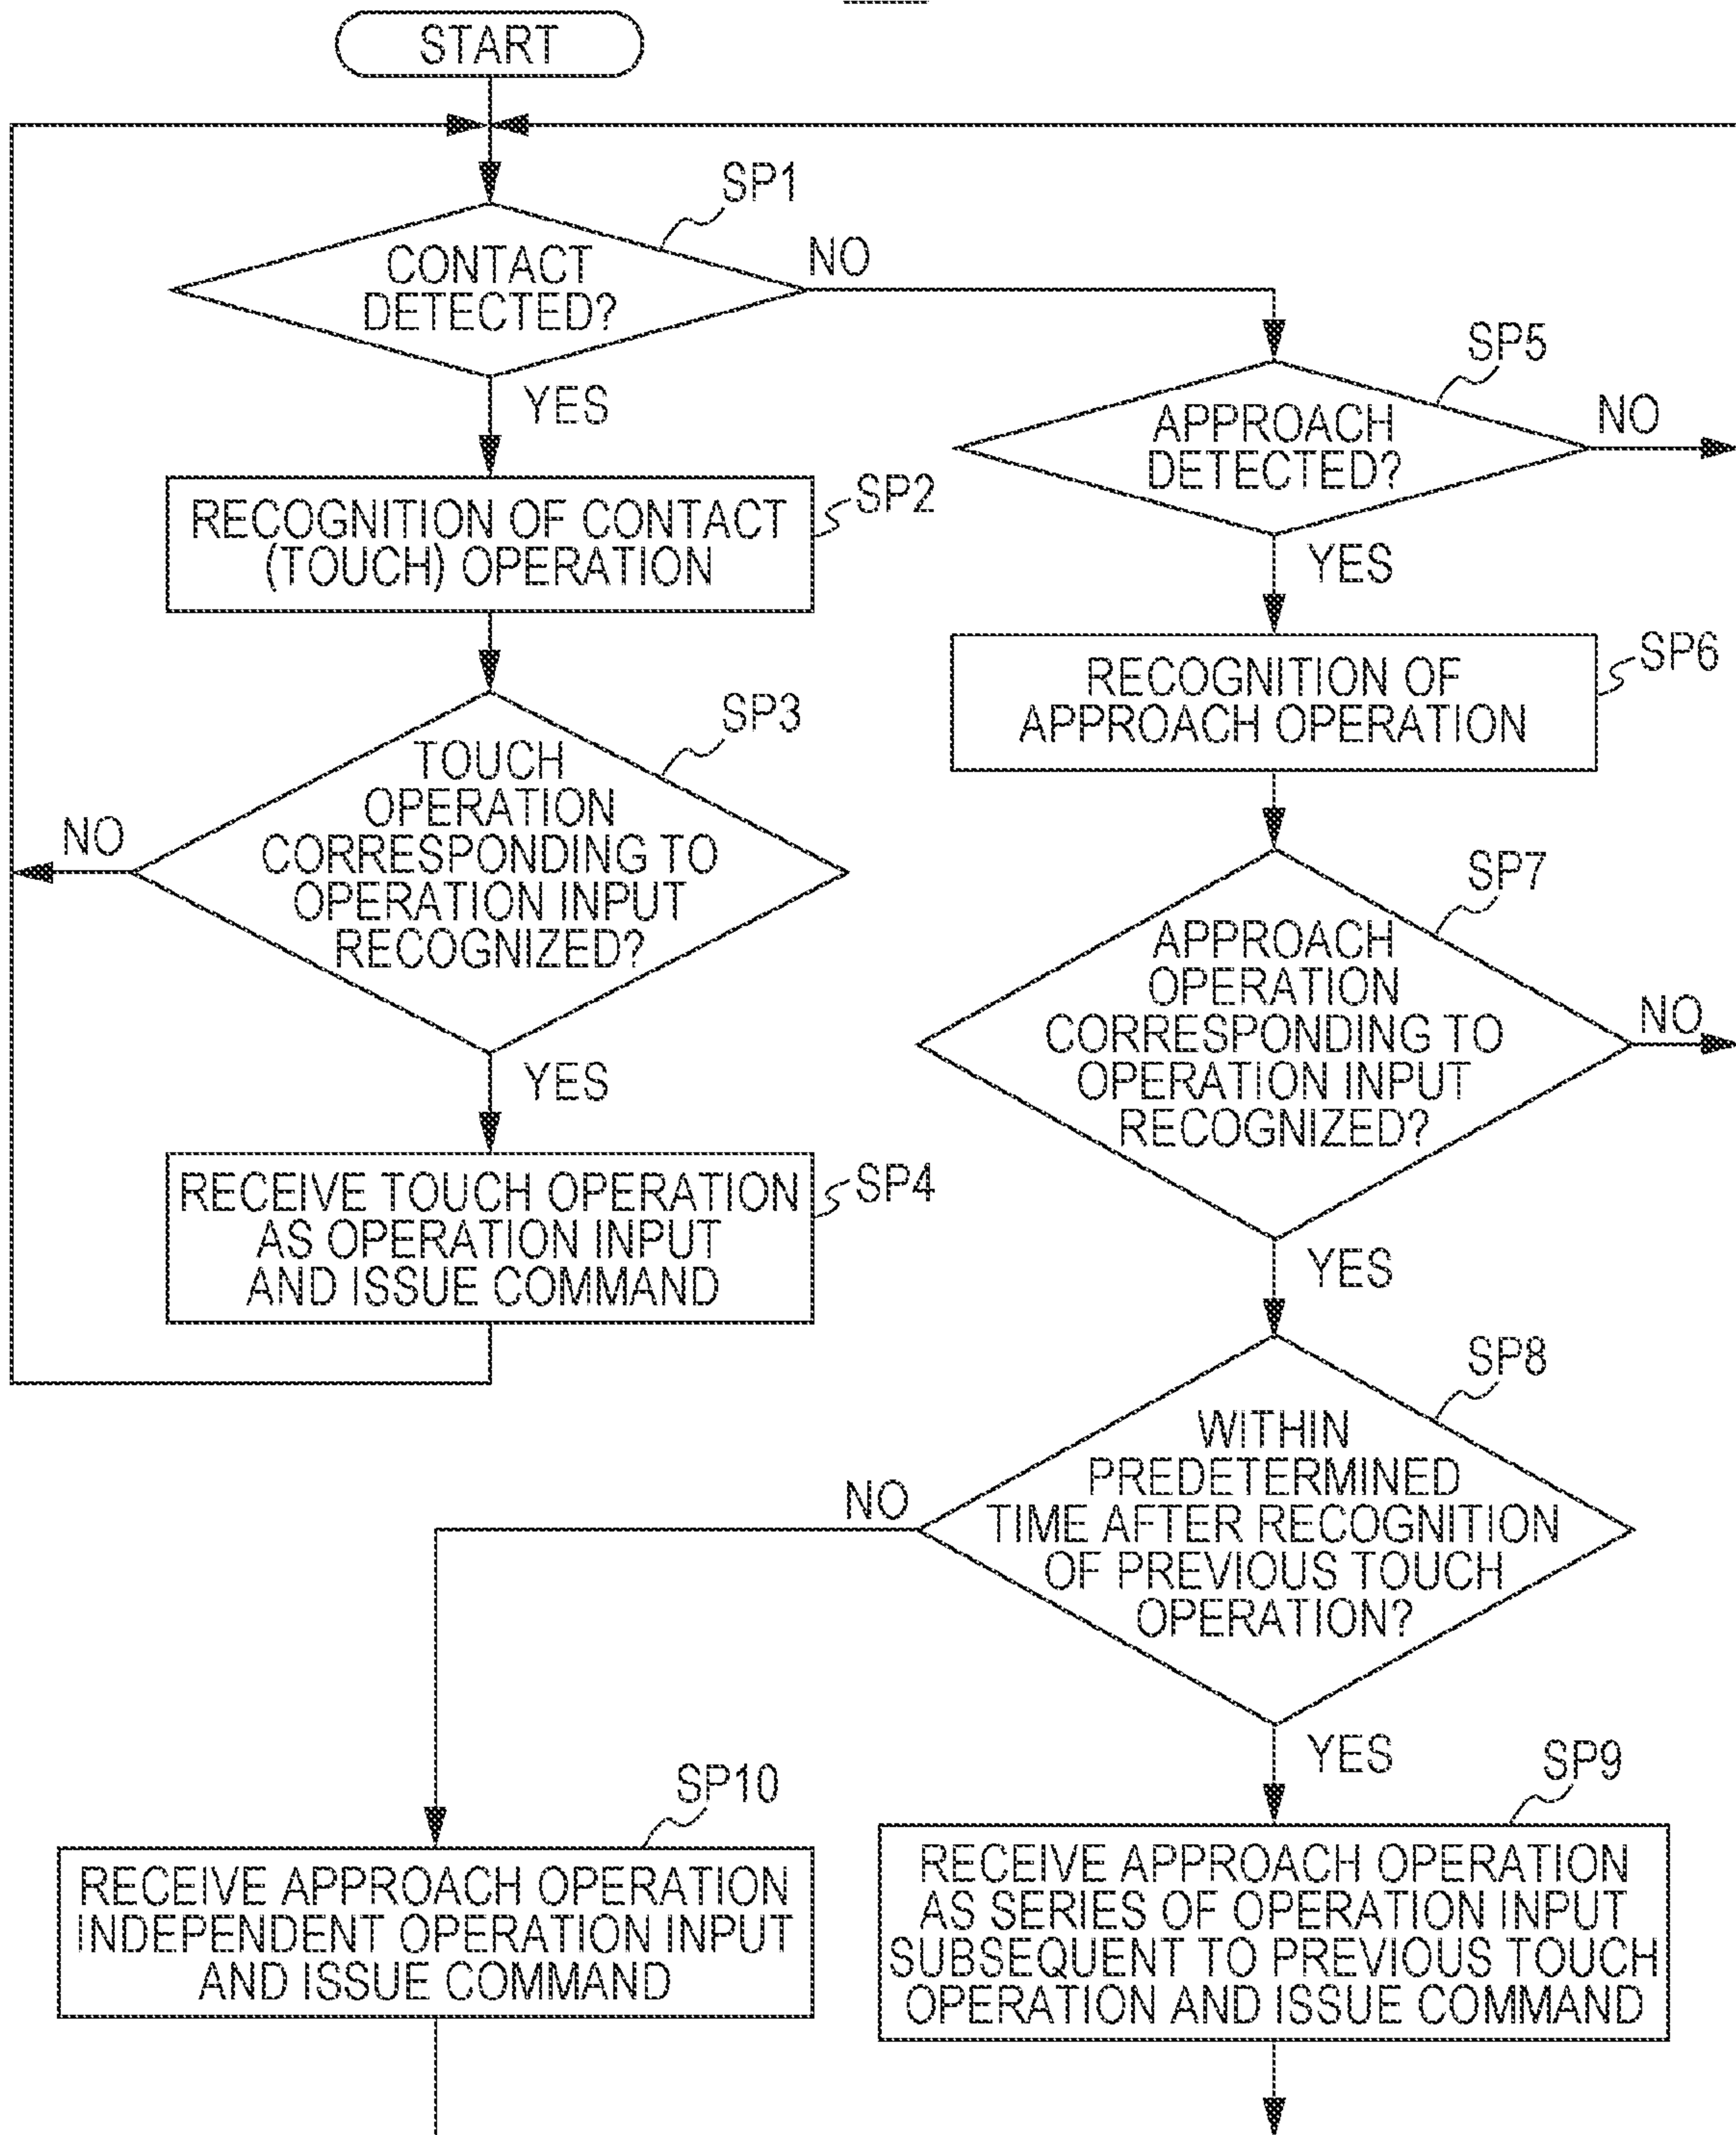 START
SP1
CONTACT
DETECTED?
NO
YES
SP2
RECOGNITION OF CONTACT
(TOUCH) OPERATION
SP3
TOUCH
OPERATION
CORRESPONDING TO
OPERATION INPUT
RECOGNIZED?
NO
YES
SP4
RECEIVE TOUCH OPERATION
AS OPERATION INPUT
AND ISSUE COMMAND
SP5
APPROACH
DETECTED?
NO
YES
SP6
RECOGNITION OF
APPROACH OPERATION
SP7
APPROACH
OPERATION
CORRESPONDING TO
OPERATION INPUT
RECOGNIZED?
NO
YES
SP8
WITHIN
PREDETERMINED
TIME AFTER RECOGNITION
OF PREVIOUS TOUCH
OPERATION?
NO
YES
SP10
RECEIVE APPROACH OPERATION
INDEPENDENT OPERATION INPUT
AND ISSUE COMMAND
SP9
RECEIVE APPROACH OPERATION
AS SERIES OF OPERATION INPUT
SUBSEQUENT TO PREVIOUS TOUCH
OPERATION AND ISSUE COMMAND